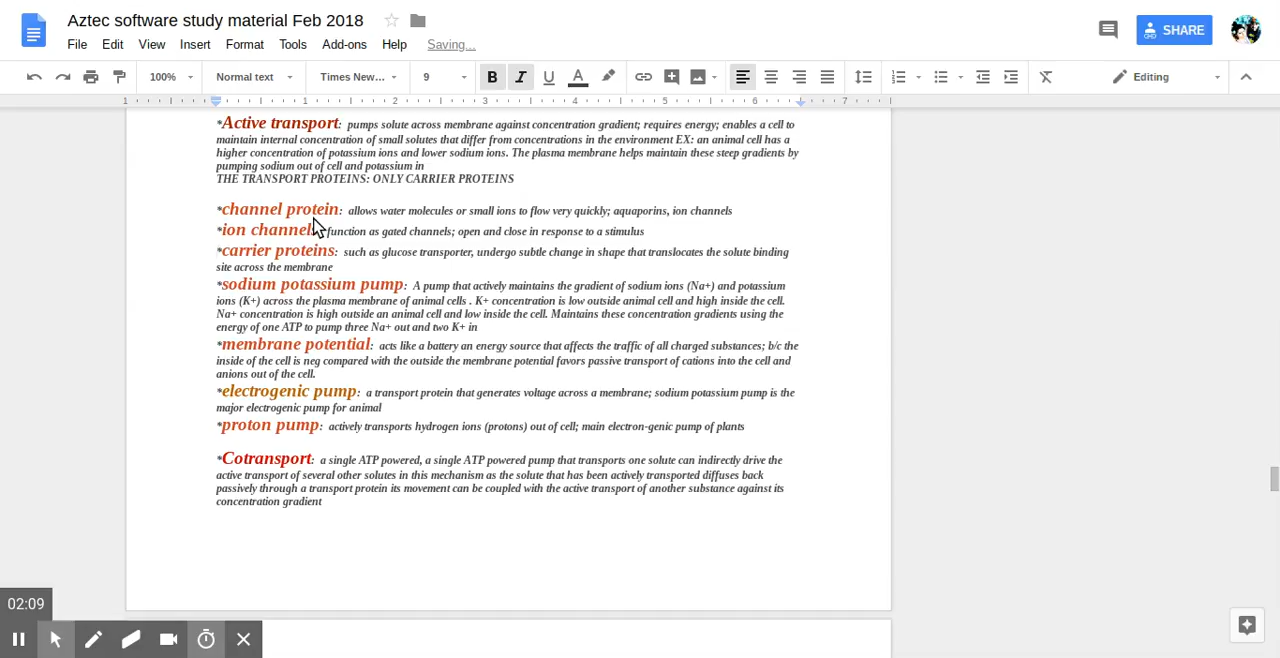 Aztec software study material Feb 2018
File Edit View Insert Format Tools Add-ons Help Saving...
SHARE
100% Normal text Times New... 9 B I U A Editing
1 1 2 3 4 5 6 7
*Active transport: pumps solute across membrane against concentration gradient; requires energy; enables a cell to
maintain internal concentration of small solutes that differ from concentrations in the environment EX: an animal cell has a
higher concentration of potassium ions and lower sodium ions. The plasma membrane helps maintain these steep gradients by
pumping sodium out of cell and potassium in
THE TRANSPORT PROTEINS: ONLY CARRIER PROTEINS
*channel protein: allows water molecules or small ions to flow very quickly; aquaporins, ion channels
*ion channels function as gated channels; open and close in response to a stimulus
*carrier proteins: such as glucose transporter, undergo subtle change in shape that translocates the solute binding
site across the membrane
*sodium potassium pump: A pump that actively maintains the gradient of sodium ions (Na+) and potassium
ions (K+) across the plasma membrane of animal cells . K+ concentration is low outside animal cell and high inside the cell.
Na+ concentration is high outside an animal cell and low inside the cell. Maintains these concentration gradients using the
energy of one ATP to pump three Na+ out and two K+ in
*membrane potential: acts like a battery an energy source that affects the traffic of all charged substances; b/c the
inside of the cell is neg compared with the outside the membrane potential favors passive transport of cations into the cell and
anions out of the cell.
*electrogenic pump: a transport protein that generates voltage across a membrane; sodium potassium pump is the
major electrogenic pump for animal
*proton pump: actively transports hydrogen ions (protons) out of cell; main electron-genic pump of plants
*Cotransport: a single ATP powered, a single ATP powered pump that transports one solute can indirectly drive the
active transport of several other solutes in this mechanism as the solute that has been actively transported diffuses back
passively through a transport protein its movement can be coupled with the active transport of another substance against its
concentration gradient
02:09